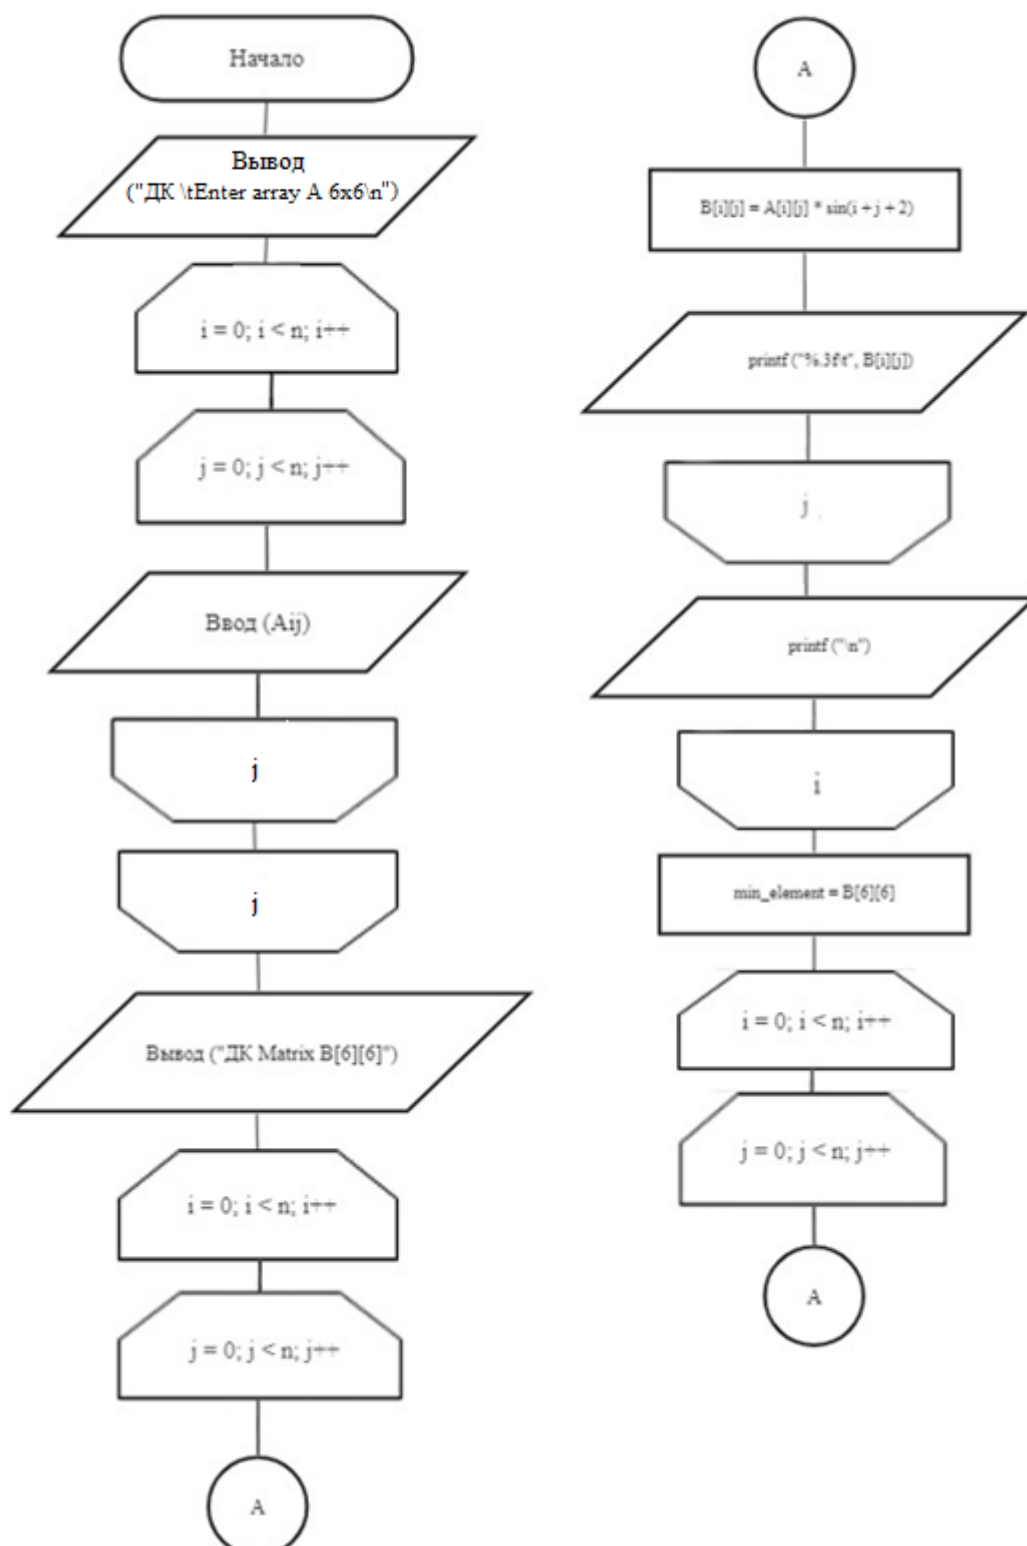 Начало
Вывод
("ДК \tEnter array A 6x6\n")
i = 0; i < n; i++
j = 0; j < n; j++
Ввод (Aij)
j
j
Вывод ("ДК Matrix B[6][6]")
i = 0; i < n; i++
j = 0; j < n; j++
A
A
B[i][j] = A[i][j] * sin(i + j + 2)
printf ("%.3f\t", B[i][j])
j
printf ("\n")
i
min_element = B[6][6]
i = 0; i < n; i++
j = 0; j < n; j++
A